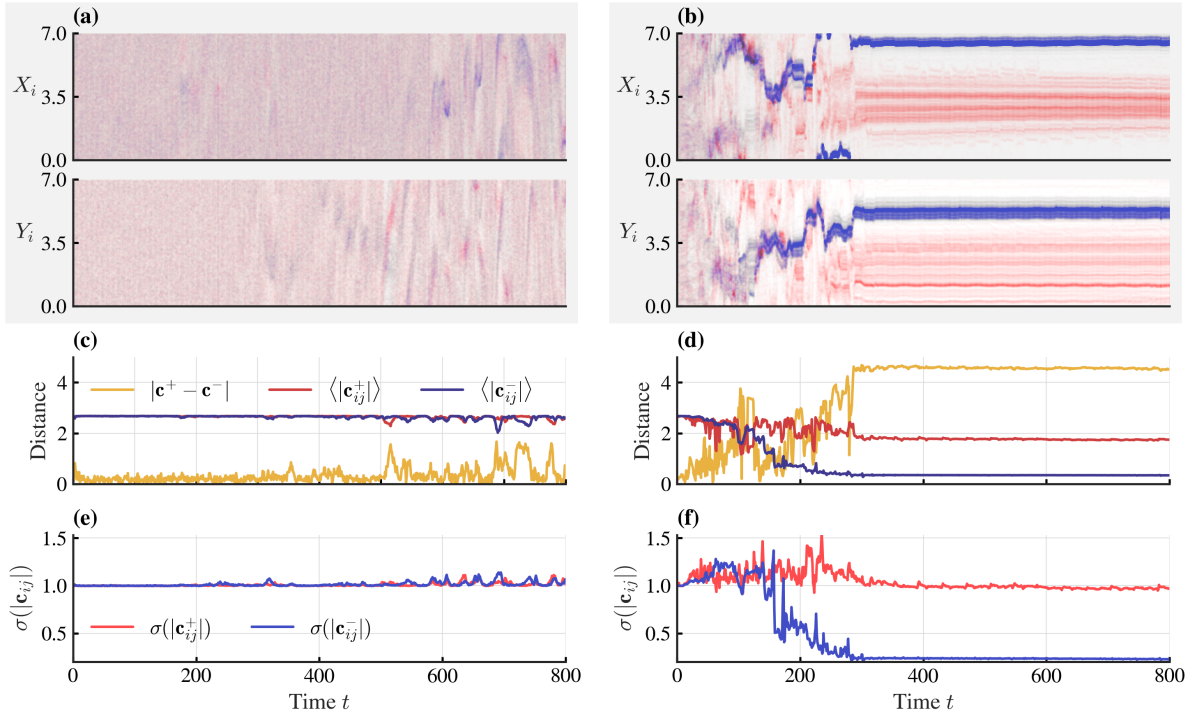 (a) (b)
7.0 7.0
X_i X_i
3.5 3.5
0.0 0.0
7.0 7.0
Y_i Y_i
3.5 3.5
0.0 0.0
(c) (d)
Distance Distance
4 4
|c⁺ − c⁻| ⟨|c⁺_ij|⟩ ⟨|c⁻_ij|⟩
2 2
0 0
(e) (f)
1.5 1.5
σ(|c_ij|) σ(|c_ij|)
1.0 1.0
σ(|c⁺_ij|) σ(|c⁻_ij|)
0.5 0.5
0 200 400 600 800 0 200 400 600 800
Time t Time t